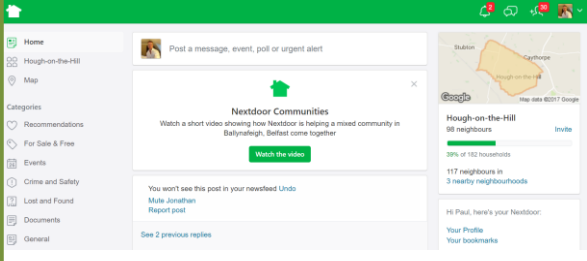 2
36
Home
Hough-on-the-Hill
Map
Categories
Recommendations
For Sale & Free
Events
Crime and Safety
Lost and Found
Documents
General
Post a message, event, poll or urgent alert
Nextdoor Communities
Watch a short video showing how Nextdoor is helping a mixed community in
Ballynafeigh, Belfast come together
Watch the video
You won't see this post in your newsfeed Undo
Mute Jonathan
Report post
See 2 previous replies
Stubton
Caythorpe
Hough-on-the Hill
Google
Map data ©2017 Google
Hough-on-the-Hill
98 neighbours
Invite
39% of 182 households
117 neighbours in
3 nearby neighbourhoods
Hi Paul, here's your Nextdoor:
Your Profile
Your bookmarks